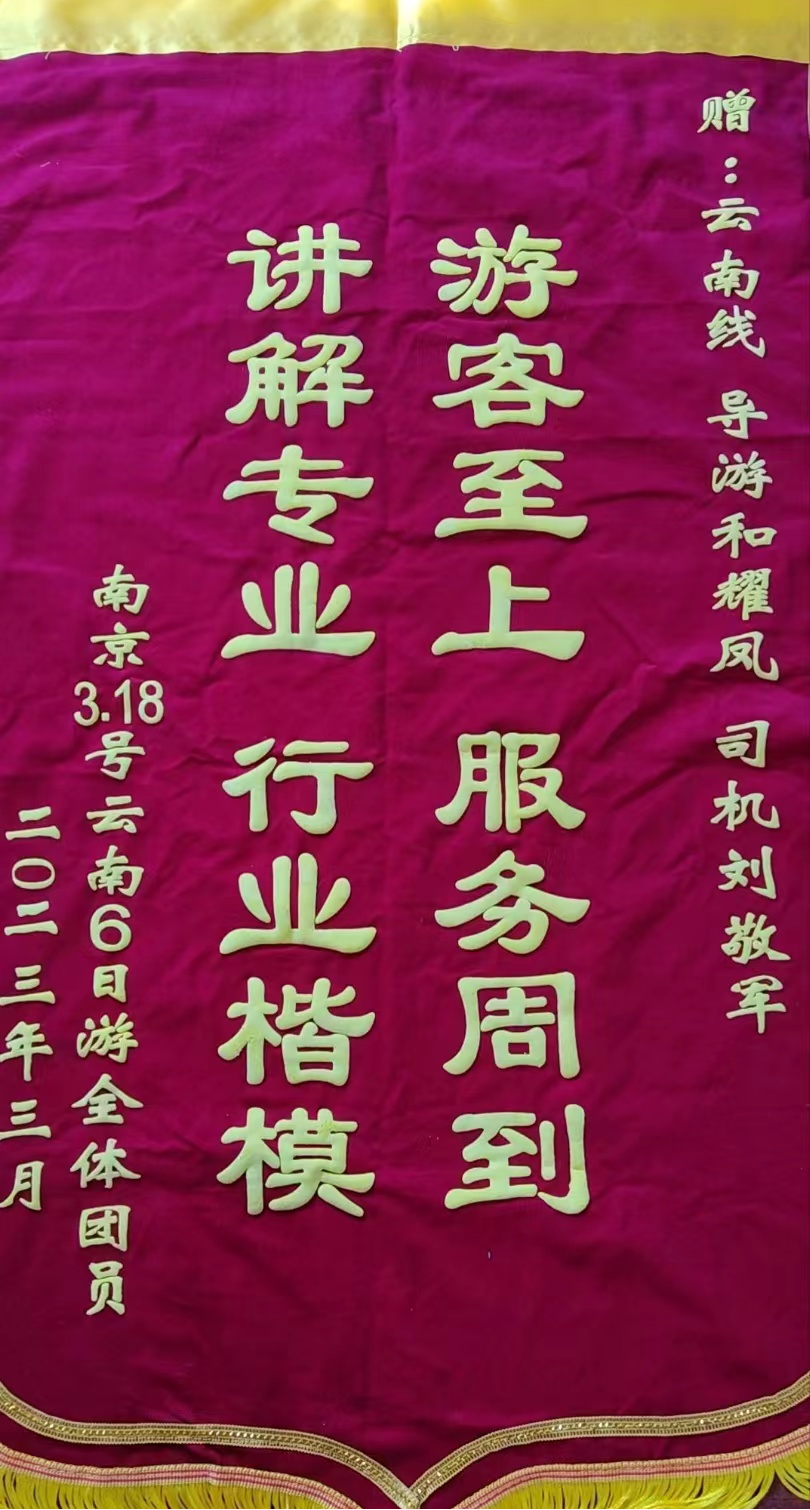 赠：云南线 导游和耀凤 司机刘敬军
游客至上 服务周到
讲解专业 行业楷模
南京3.18号云南6日游全体团员
二〇二三年三月